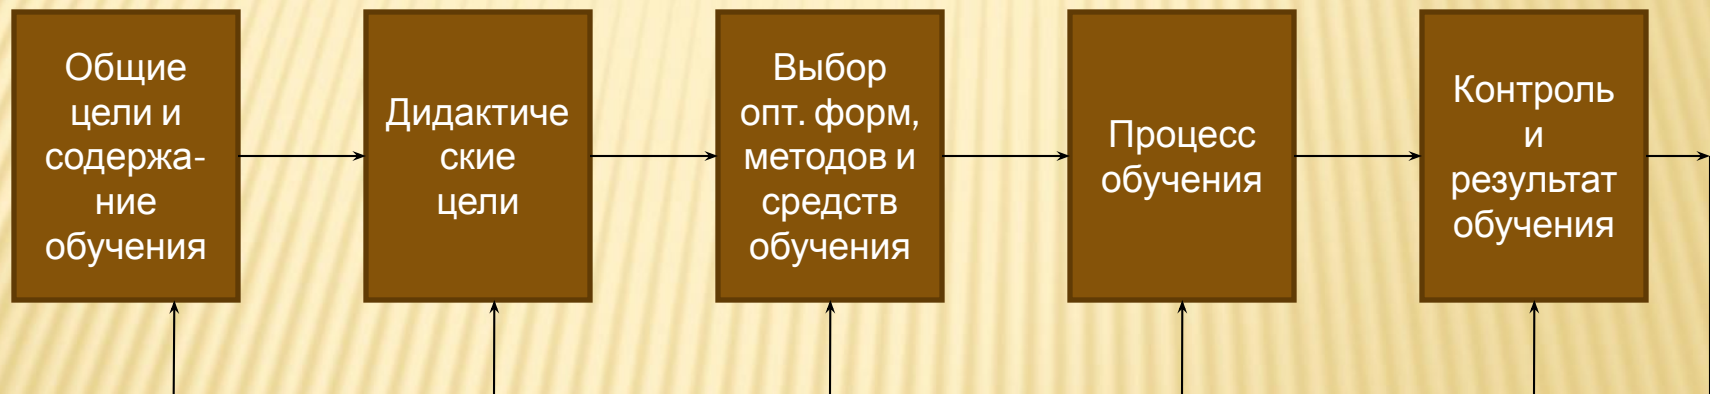 Общие
цели и
содержа-
ние
обучения
Дидактиче
ские
цели
Выбор
опт. форм,
методов и
средств
обучения
Процесс
обучения
Контроль
и
результат
обучения